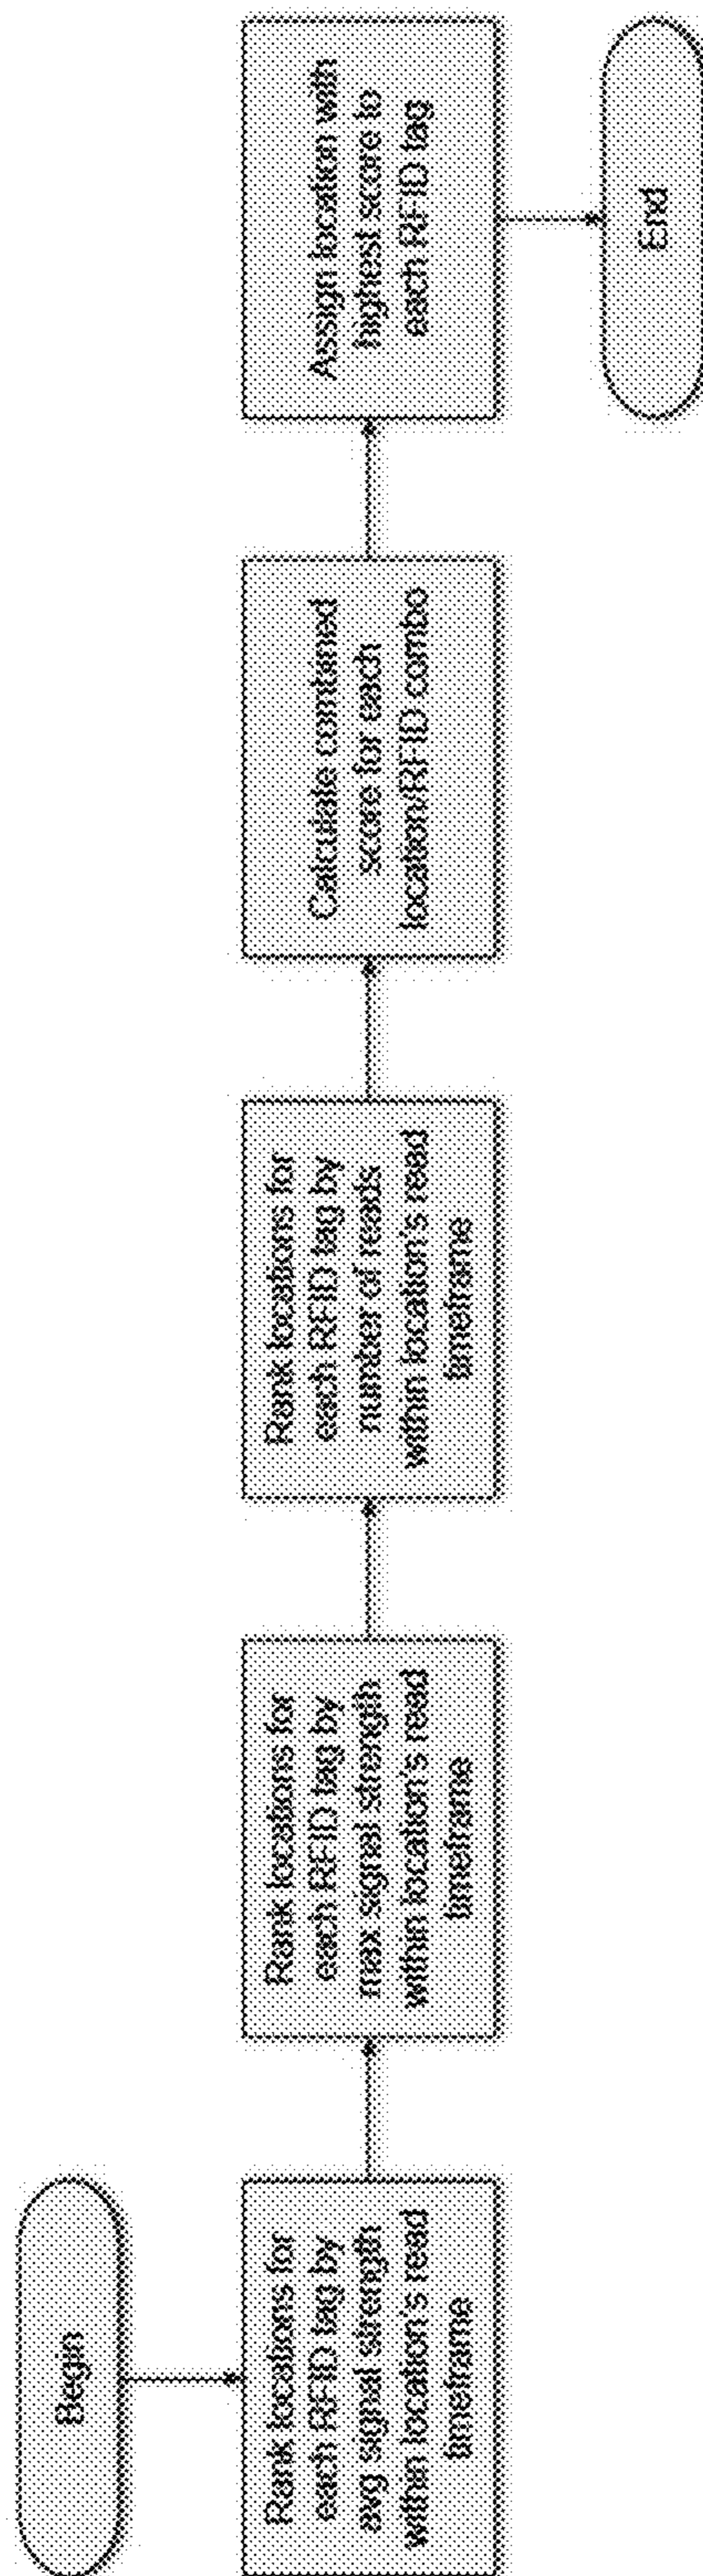 Begin
Rank locations for
each RFID tag by
avg signal strength
within location's read
timeframe
Rank locations for
each RFID tag by
max signal strength
within location's read
timeframe
Rank locations for
each RFID tag by
number of reads
within location's read
timeframe
Calculate combined
score for each
location/RFID combo
Assign location with
highest score to
each RFID tag
End